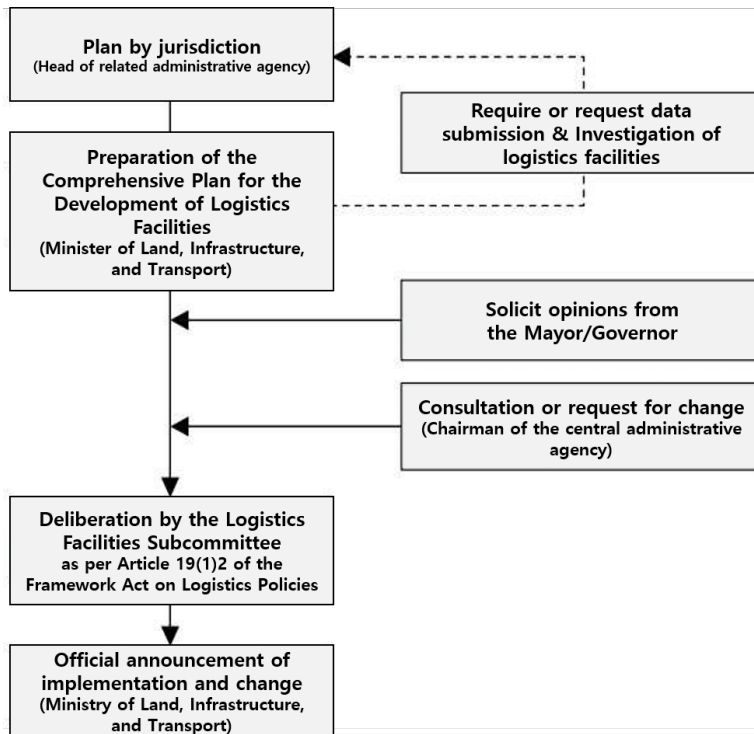 Plan by jurisdiction
(Head of related administrative agency)
Require or request data
submission & Investigation of
logistics facilities
Preparation of the
Comprehensive Plan for the
Development of Logistics
Facilities
(Minister of Land, Infrastructure,
and Transport)
Solicit opinions from
the Mayor/Governor
Consultation or request for change
(Chairman of the central administrative
agency)
Deliberation by the Logistics
Facilities Subcommittee
as per Article 19(1)2 of the
Framework Act on Logistics Policies
Official announcement of
implementation and change
(Ministry of Land, Infrastructure,
and Transport)